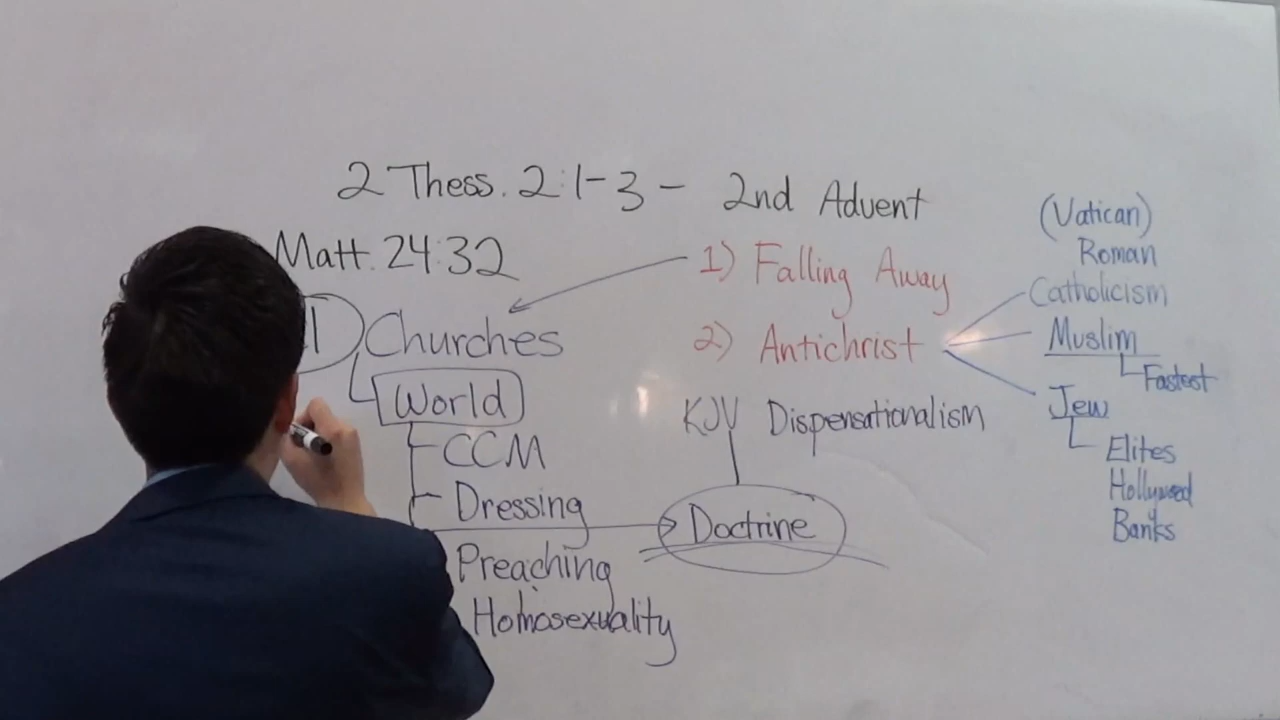 2 Thess. 2:1-3 - 2nd Advent
Matt. 24:32
1) Falling Away
Churches
2) Antichrist
World
CCM
Dressing
Preaching
Homosexuality
KJV Dispensationalism
Doctrine
(Vatican)
Roman
Catholicism
Muslim
Fastest
Jew
Elites
Hollywood
Banks